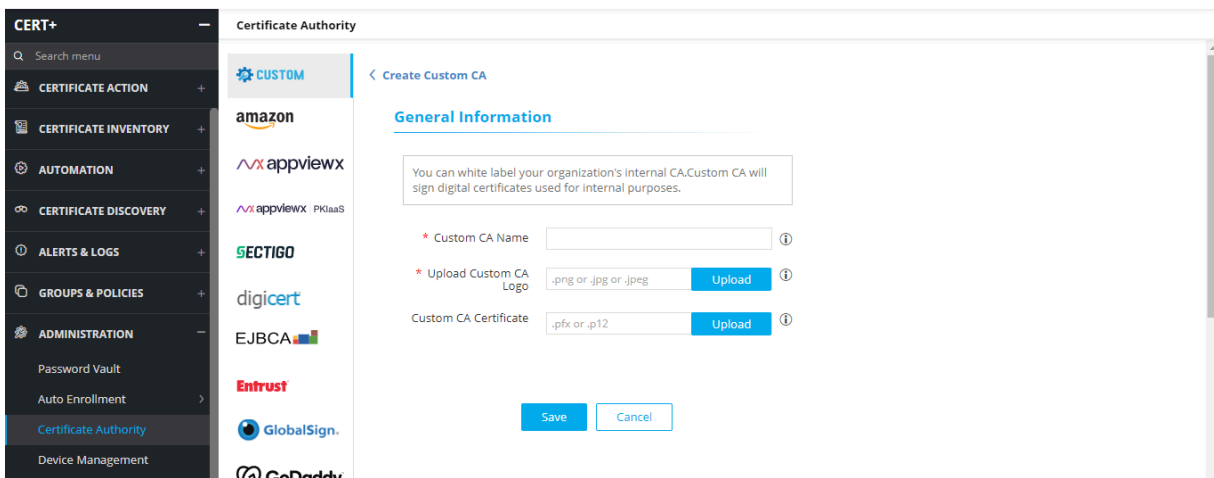 CERT+
Search menu
CERTIFICATE ACTION
CERTIFICATE INVENTORY
AUTOMATION
CERTIFICATE DISCOVERY
ALERTS & LOGS
GROUPS & POLICIES
ADMINISTRATION
Password Vault
Auto Enrollment
Certificate Authority
Device Management
Certificate Authority
CUSTOM
amazon
appviewx
appviewx | PKIaaS
SECTIGO
digicert
EJBCA
Entrust
GlobalSign.
GoDaddy
Create Custom CA
General Information
You can white label your organization's internal CA.Custom CA will
sign digital certificates used for internal purposes.
* Custom CA Name
* Upload Custom CA
Logo
.png or .jpg or .jpeg
Upload
Custom CA Certificate
.pfx or .p12
Upload
Save
Cancel